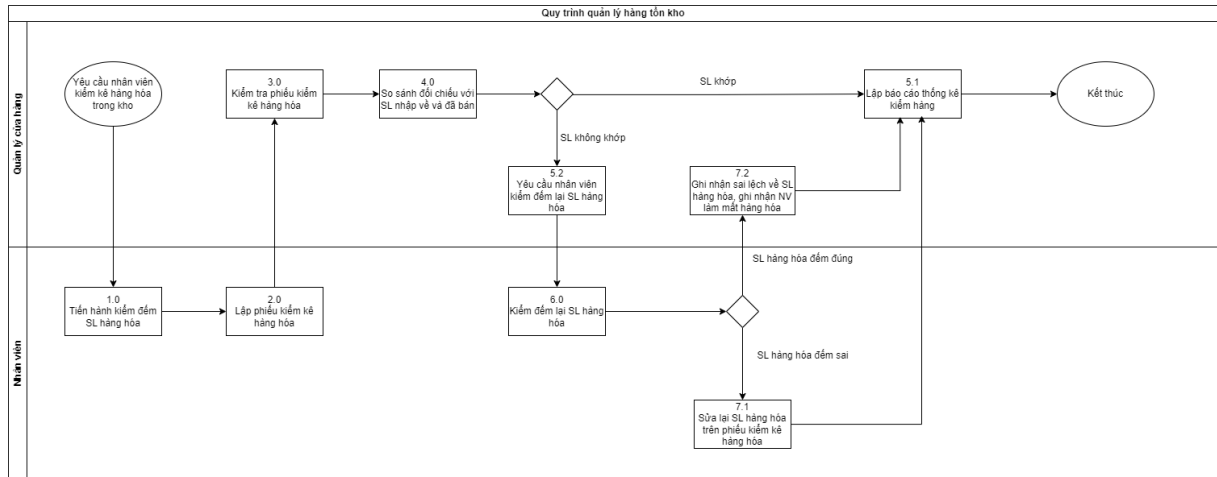 Quy trình quản lý hàng tồn kho
Quản lý cửa hàng
Yêu cầu nhân viên
kiểm kê hàng hóa
trong kho
3.0
Kiểm tra phiếu kiểm
kê hàng hóa
4.0
So sánh đối chiếu với
SL nhập về và đã bán
SL khớp
5.1
Lập báo cáo thống kê
kiểm hàng
Kết thúc
SL không khớp
5.2
Yêu cầu nhân viên
kiểm đếm lại SL hàng
hóa
7.2
Ghi nhận sai lệch về SL
hàng hóa, ghi nhận NV
làm mất hàng hóa
Nhân viên
SL hàng hóa đếm đúng
1.0
Tiến hành kiểm đếm
SL hàng hóa
2.0
Lập phiếu kiểm kê
hàng hóa
6.0
Kiểm đếm lại SL hàng
hóa
SL hàng hóa đếm sai
7.1
Sửa lại SL hàng hóa
trên phiếu kiểm kê
hàng hóa